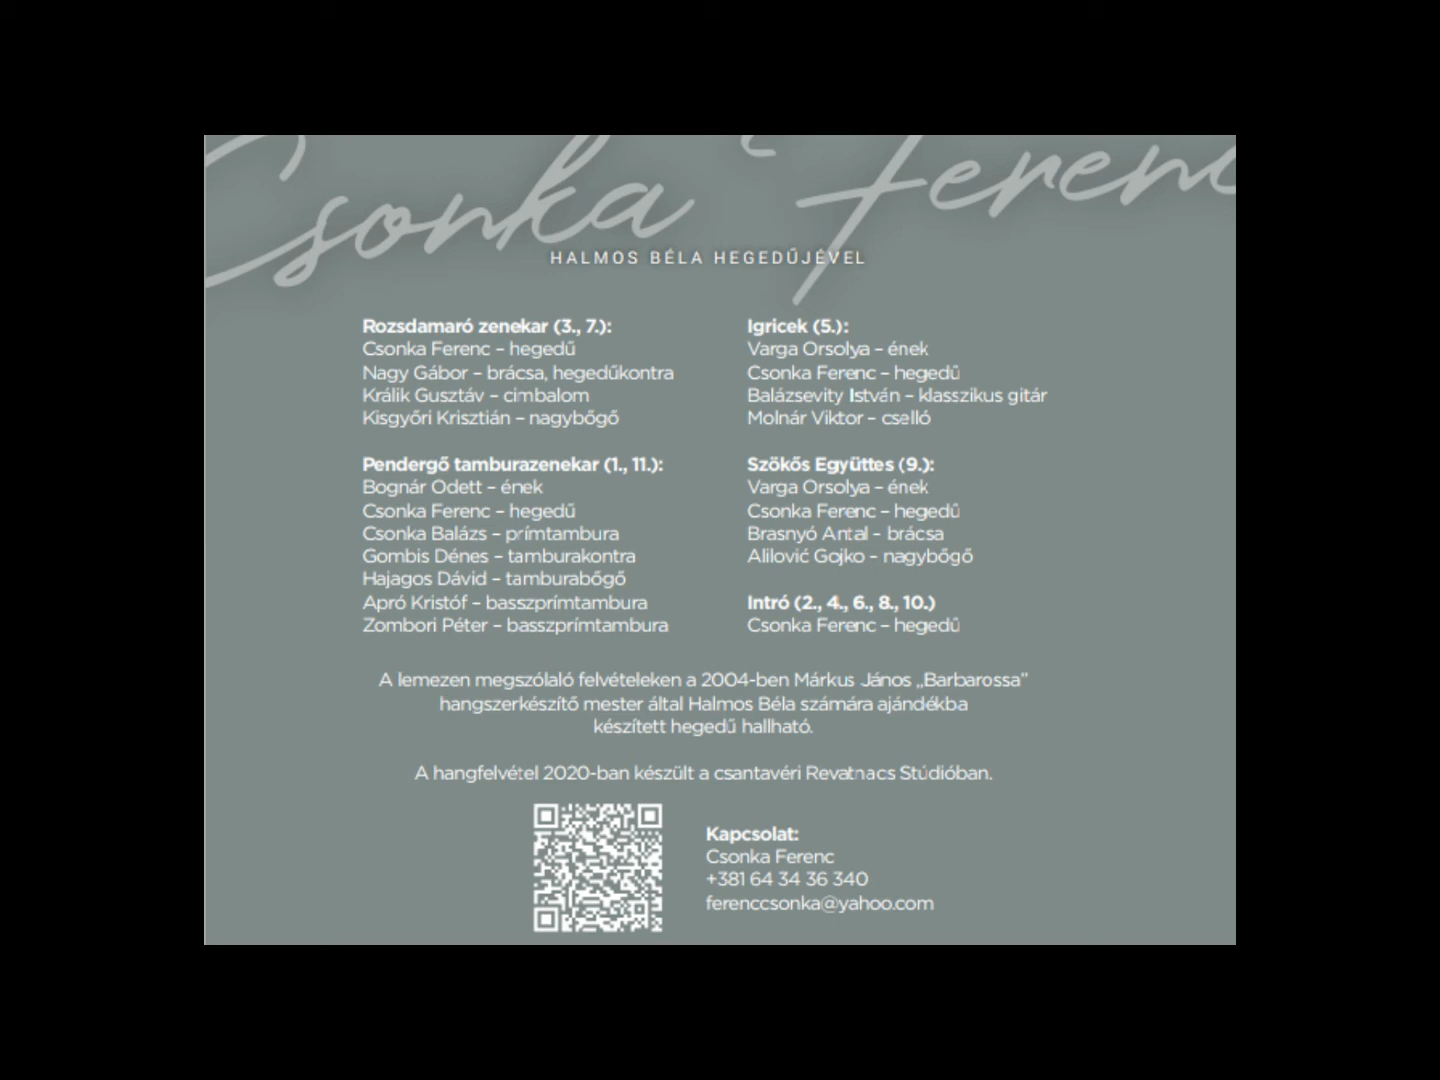 Csonka Ferenc
HALMOS BÉLA HEGEDŰJÉVEL
Rozsdamaró zenekar (3., 7.):
Csonka Ferenc – hegedű
Nagy Gábor – brácsa, hegedűkontra
Králik Gusztáv – cimbalom
Kisgyőri Krisztián – nagybőgő
Pendergő tamburazenekar (1., 11.):
Bognár Odett – ének
Csonka Ferenc – hegedű
Csonka Balázs – prímtambura
Gombis Dénes – tamburakontra
Hajagos Dávid – tamburabőgő
Apró Kristóf – basszprímtambura
Zombori Péter – basszprímtambura
Igricek (5.):
Varga Orsolya – ének
Csonka Ferenc – hegedű
Balázsevity István – klasszikus gitár
Molnár Viktor – cselló
Szökős Együttes (9.):
Varga Orsolya – ének
Csonka Ferenc – hegedű
Brasnyó Antal – brácsa
Alilović Gojko – nagybőgő
Intró (2., 4., 6., 8., 10.)
Csonka Ferenc – hegedű
A lemezen megszólaló felvételeken a 2004-ben Márkus János „Barbarossa”
hangszerkészítő mester által Halmos Béla számára ajándékba
készített hegedű hallható.
A hangfelvétel 2020-ban készült a csantavéri Revatnacs Stúdióban.
Kapcsolat:
Csonka Ferenc
+381 64 34 36 340
ferenccsonka@yahoo.com